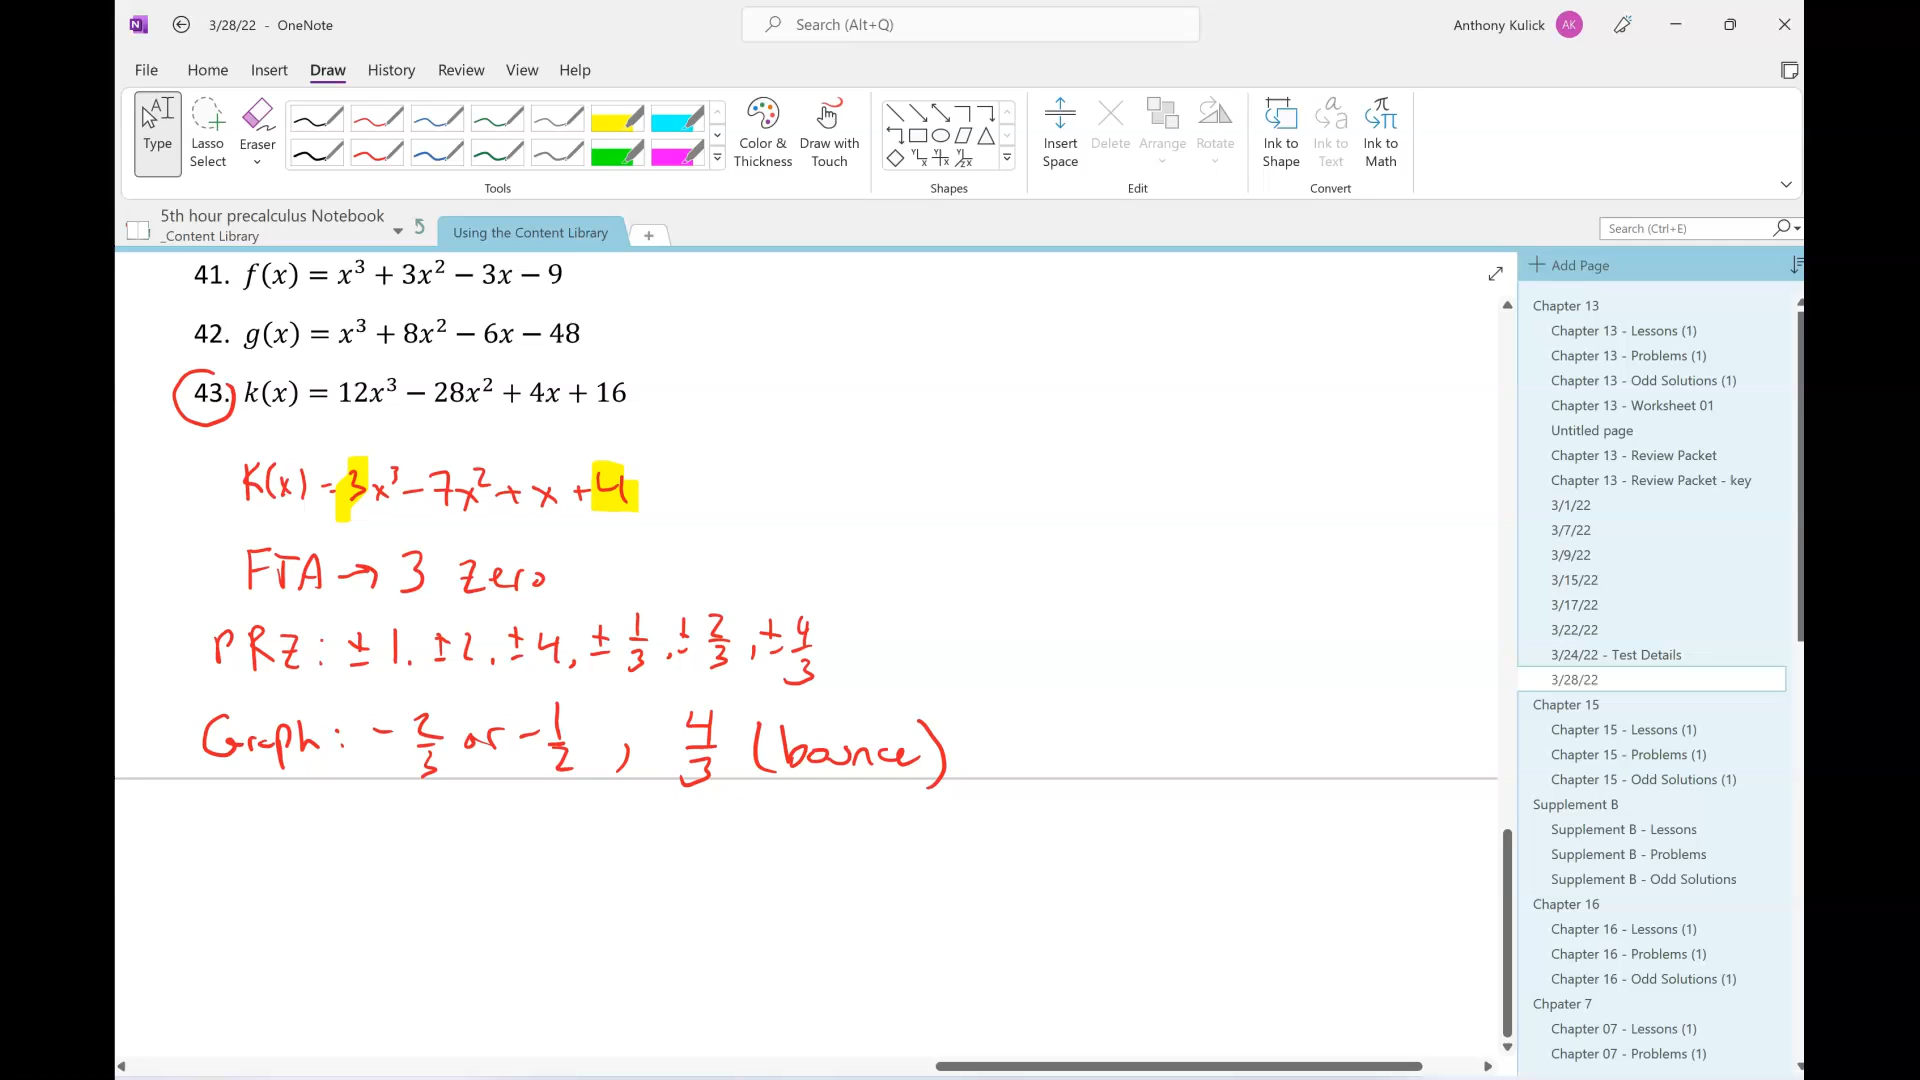 3/28/22 - OneNote
Search (Alt+Q)
Anthony Kulick AK
File Home Insert Draw History Review View Help
Type
Lasso Select
Eraser
Color & Thickness
Draw with Touch
Insert Space
Delete
Arrange
Rotate
Ink to Shape
Ink to Text
Ink to Math
Tools Shapes Edit Convert
5th hour precalculus Notebook
_Content Library
Using the Content Library
Search (Ctrl+E)
41. f(x) = x³ + 3x² − 3x − 9
42. g(x) = x³ + 8x² − 6x − 48
43. k(x) = 12x³ − 28x² + 4x + 16
K(x) = 3x³ − 7x² + x + 4
FTA → 3 zero
PRZ: ± 1, ± 2, ± 4, ± 1/3, ± 2/3, ± 4/3
Graph: − 2/3 or − 1/2 , 4/3 (bounce)
Add Page
Chapter 13
Chapter 13 - Lessons (1)
Chapter 13 - Problems (1)
Chapter 13 - Odd Solutions (1)
Chapter 13 - Worksheet 01
Untitled page
Chapter 13 - Review Packet
Chapter 13 - Review Packet - key
3/1/22
3/7/22
3/9/22
3/15/22
3/17/22
3/22/22
3/24/22 - Test Details
3/28/22
Chapter 15
Chapter 15 - Lessons (1)
Chapter 15 - Problems (1)
Chapter 15 - Odd Solutions (1)
Supplement B
Supplement B - Lessons
Supplement B - Problems
Supplement B - Odd Solutions
Chapter 16
Chapter 16 - Lessons (1)
Chapter 16 - Problems (1)
Chapter 16 - Odd Solutions (1)
Chpater 7
Chapter 07 - Lessons (1)
Chapter 07 - Problems (1)